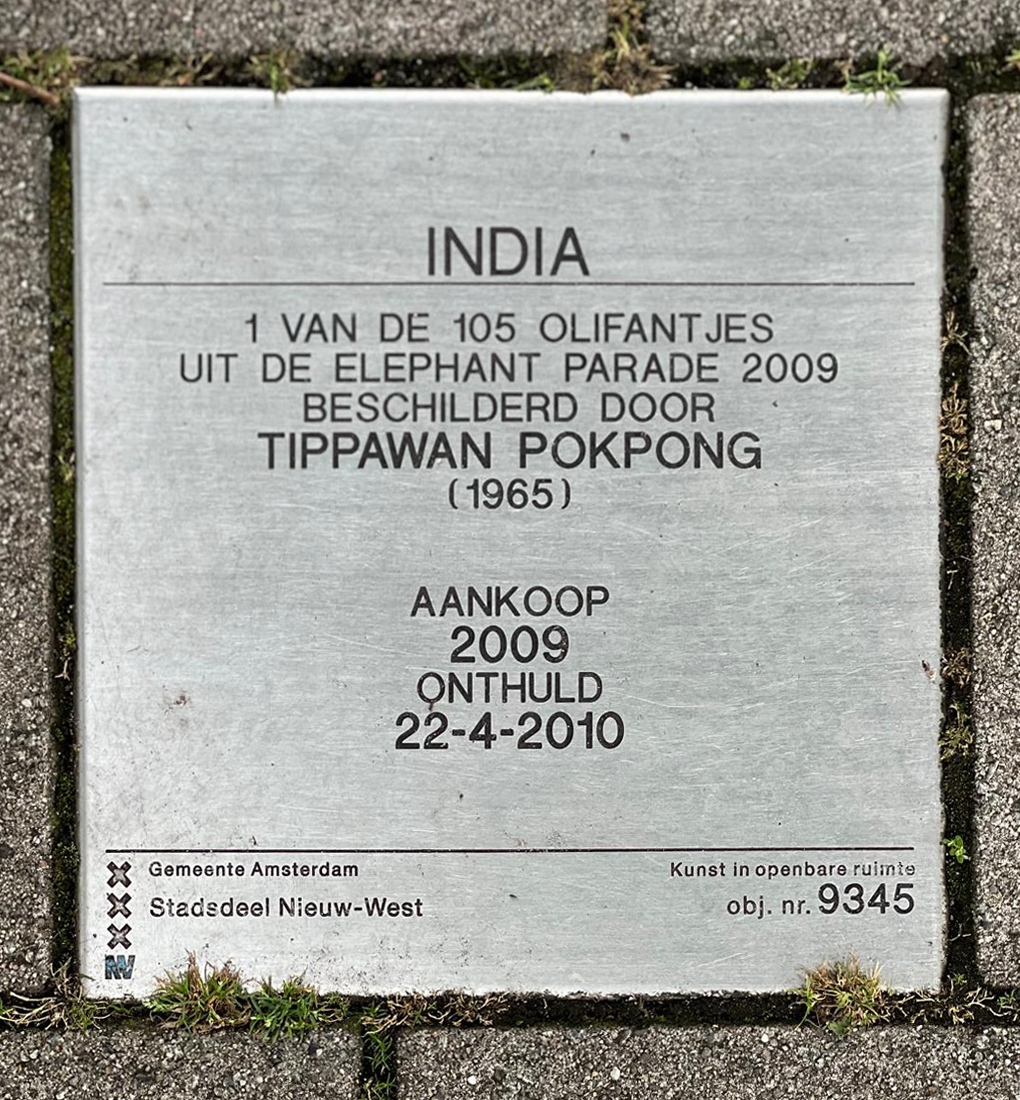 INDIA
1 VAN DE 105 OLIFANTJES
UIT DE ELEPHANT PARADE 2009
BESCHILDERD DOOR
TIPPAWAN POKPONG
(1965)
AANKOOP
2009
ONTHULD
22-4-2010
Gemeente Amsterdam
Stadsdeel Nieuw-West
Kunst in openbare ruimte
obj. nr. 9345
NW